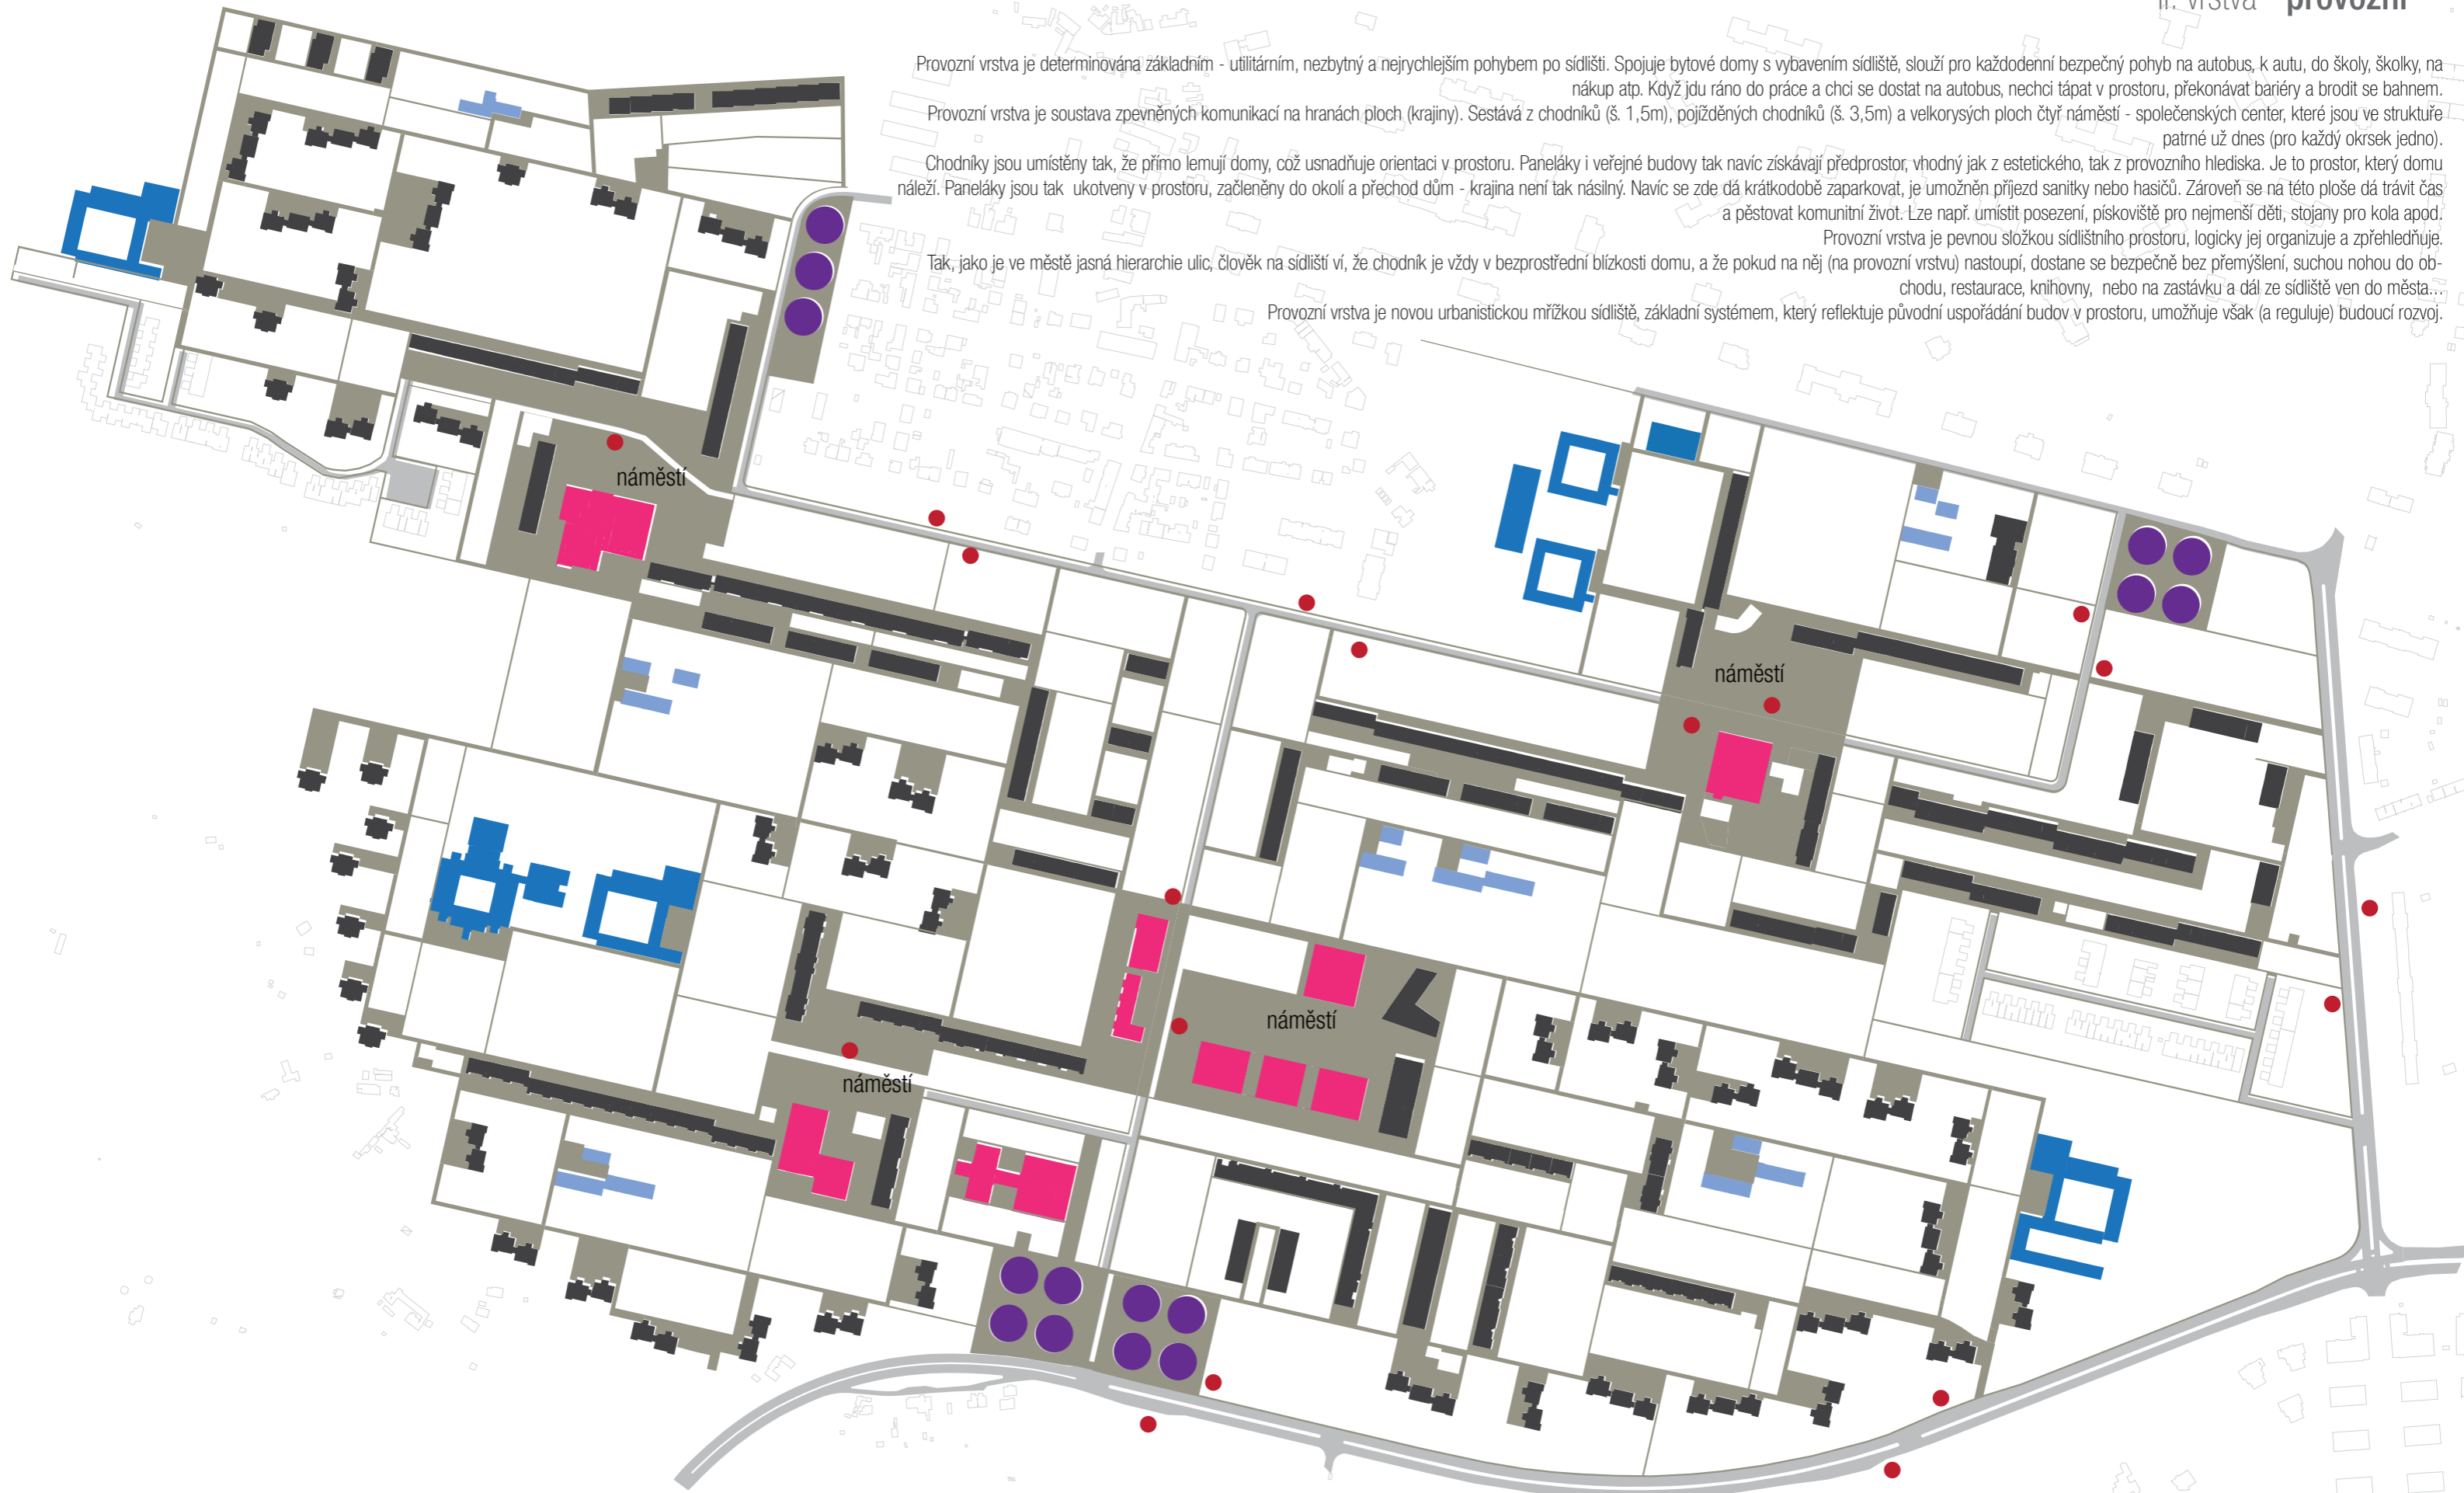 II. vrstva - provozní
Provozní vrstva je determinována základním - utilitárním, nezbytný a nejrychlejším pohybem po sídlišti. Spojuje bytové domy s vybavením sídliště, slouží pro každodenní bezpečný pohyb na autobus, k autu, do školy, školky, na
nákup atp. Když jdu ráno do práce a chci se dostat na autobus, nechci tápat v prostoru, překonávat bariéry a brodit se bahnem.
Provozní vrstva je soustava zpevněných komunikací na hranách ploch (krajiny). Sestává z chodníků (š. 1,5m), pojížděných chodníků (š. 3,5m) a velkorysých ploch čtyř náměstí - společenských center, které jsou ve struktuře
patrné už dnes (pro každý okrsek jedno).
Chodníky jsou umístěny tak, že přímo lemují domy, což usnadňuje orientaci v prostoru. Paneláky i veřejné budovy tak navíc získávají předprostor, vhodný jak z estetického, tak z provozního hlediska. Je to prostor, který domu
náleží. Paneláky jsou tak ukotveny v prostoru, začleněny do okolí a přechod dům - krajina není tak násilný. Navíc se zde dá krátkodobě zaparkovat, je umožněn příjezd sanitky nebo hasičů. Zároveň se na této ploše dá trávit čas
a pěstovat komunitní život. Lze např. umístit posezení, pískoviště pro nejmenší děti, stojany pro kola apod.
Provozní vrstva je pevnou složkou sídlištního prostoru, logicky jej organizuje a zpřehledňuje.
Tak, jako je ve městě jasná hierarchie ulic, člověk na sídlišti ví, že chodník je vždy v bezprostřední blízkosti domu, a že pokud na něj (na provozní vrstvu) nastoupí, dostane se bezpečně bez přemýšlení, suchou nohou do ob-
chodu, restaurace, knihovny, nebo na zastávku a dál ze sídliště ven do města...
Provozní vrstva je novou urbanistickou mřížkou sídliště, základní systémem, který reflektuje původní uspořádání budov v prostoru, umožňuje však (a reguluje) budoucí rozvoj.
náměstí
náměstí
náměstí
náměstí